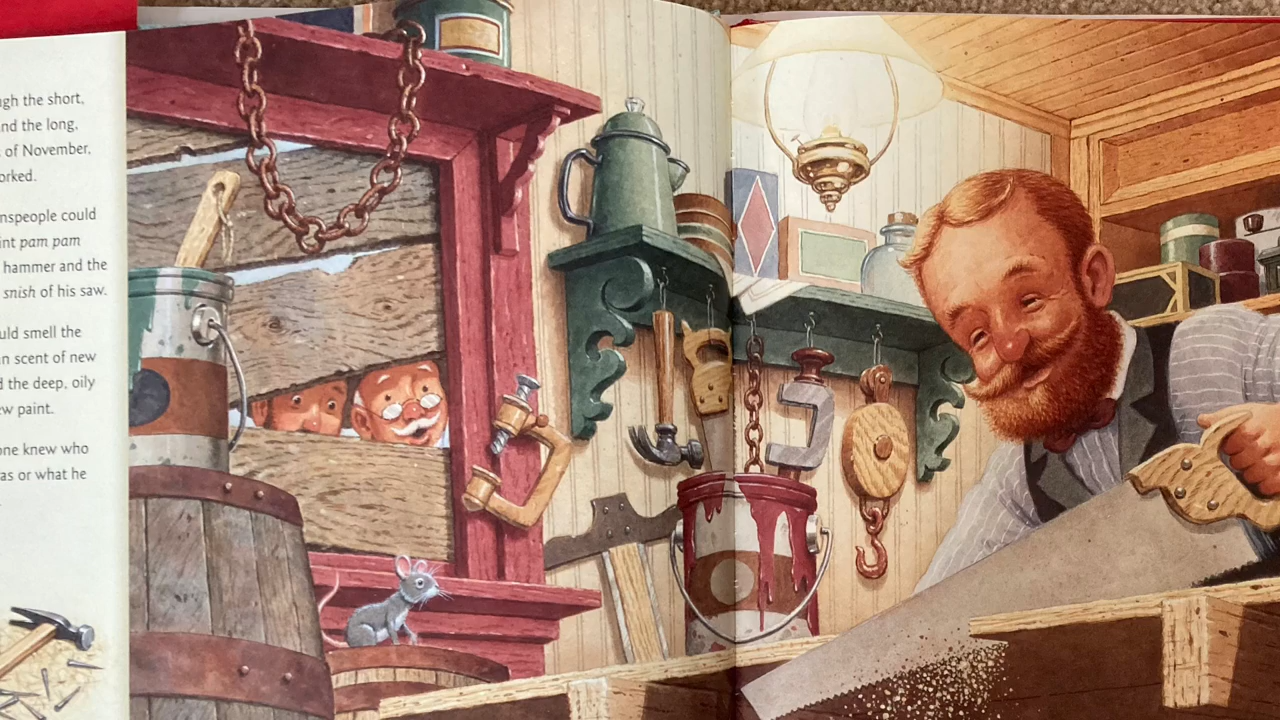 gh the short,
nd the long,
of November,
orked.
nspeople could
int pam pam
hammer and the
snish of his saw.
uld smell the
n scent of new
d the deep, oily
ew paint.
one knew who
as or what he